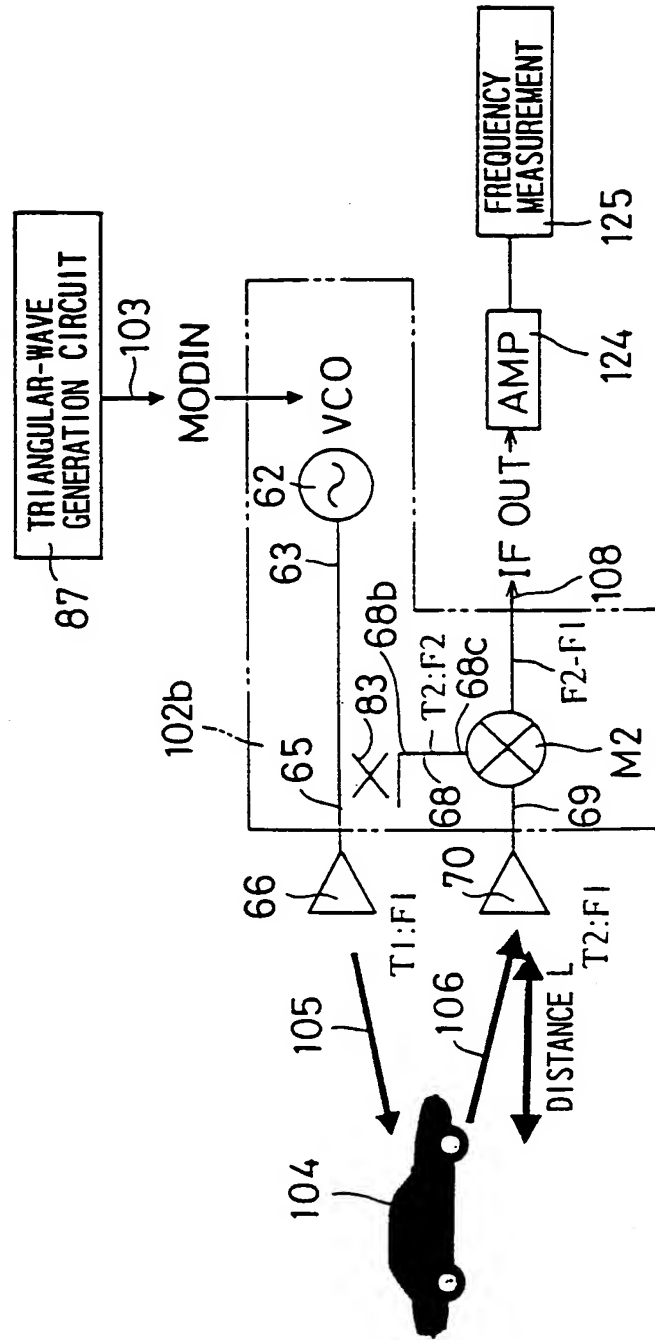 TRIANGULAR-WAVE
GENERATION CIRCUIT
87
103
MODIN
102b
65
63
62
VCO
66
T1:F1
83
68b
68
T2:F2
68c
105
104
106
DISTANCE L
70
T2:F1
69
M2
F2-F1
108
IF OUT
AMP
124
FREQUENCY
MEASUREMENT
125